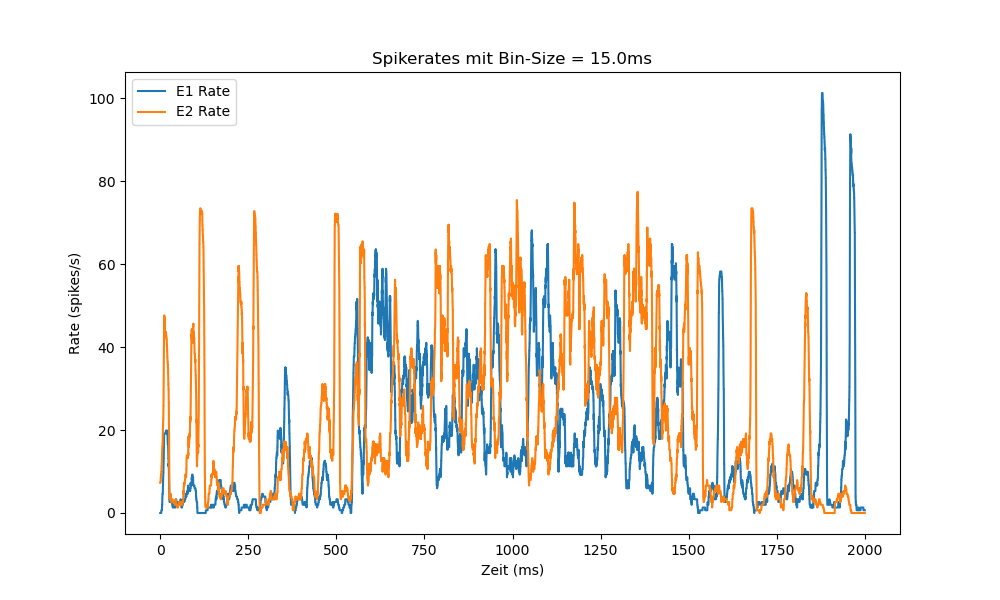 Spikerates mit Bin-Size = 15.0ms
E1 Rate
E2 Rate
Rate (spikes/s)
100
80
60
40
20
0
0 250 500 750 1000 1250 1500 1750 2000
Zeit (ms)